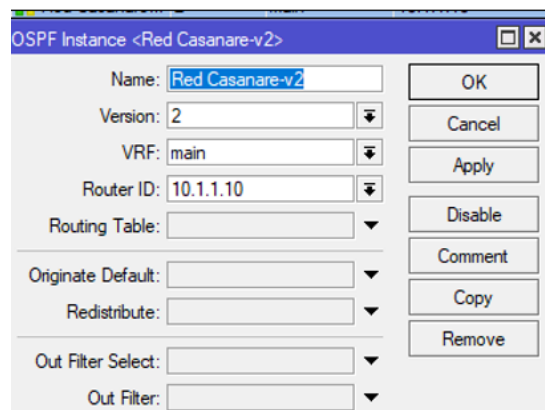 OSPF Instance <Red Casanare-v2>
Name: Red Casanare-v2
OK
Version: 2
Cancel
VRF: main
Apply
Router ID: 10.1.1.10
Routing Table:
Disable
Comment
Originate Default:
Copy
Redistribute:
Remove
Out Filter Select:
Out Filter: